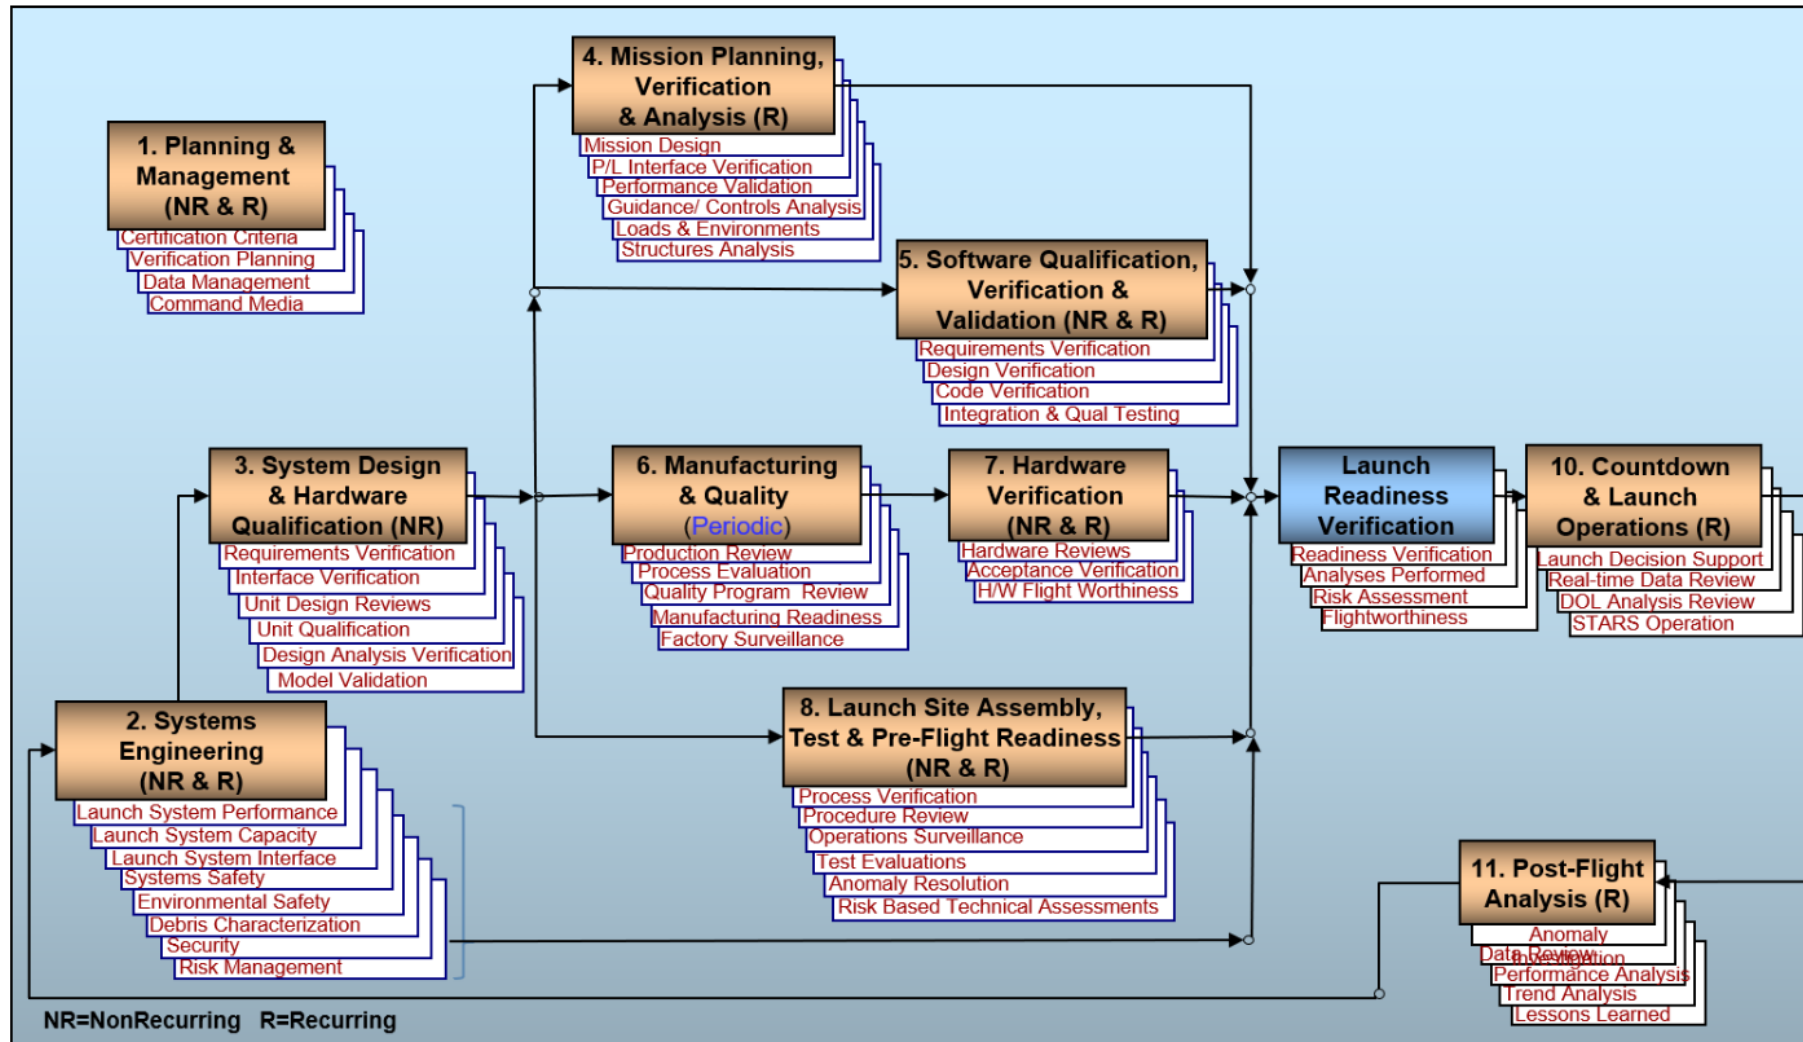 1. Planning &
Management
(NR & R)
Certification Criteria
Verification Planning
Data Management
Command Media
2. Systems
Engineering
(NR & R)
Launch System Performance
Launch System Capacity
Launch System Interface
Systems Safety
Environmental Safety
Debris Characterization
Security
Risk Management
3. System Design
& Hardware
Qualification (NR)
Requirements Verification
Interface Verification
Unit Design Reviews
Unit Qualification
Design Analysis Verification
Model Validation
4. Mission Planning,
Verification
& Analysis (R)
Mission Design
P/L Interface Verification
Performance Validation
Guidance/ Controls Analysis
Loads & Environments
Structures Analysis
5. Software Qualification,
Verification &
Validation (NR & R)
Requirements Verification
Design Verification
Code Verification
Integration & Qual Testing
6. Manufacturing
& Quality
(Periodic)
Production Review
Process Evaluation
Quality Program Review
Manufacturing Readiness
Factory Surveillance
7. Hardware
Verification
(NR & R)
Hardware Reviews
Acceptance Verification
H/W Flight Worthiness
8. Launch Site Assembly,
Test & Pre-Flight Readiness
(NR & R)
Process Verification
Procedure Review
Operations Surveillance
Test Evaluations
Anomaly Resolution
Risk Based Technical Assessments
Launch
Readiness
Verification
Readiness Verification
Analyses Performed
Risk Assessment
Flightworthiness
10. Countdown
& Launch
Operations (R)
Launch Decision Support
Real-time Data Review
DOL Analysis Review
STARS Operation
11. Post-Flight
Analysis (R)
Anomaly
Investigation
Data Review
Performance Analysis
Trend Analysis
Lessons Learned
NR=NonRecurring R=Recurring